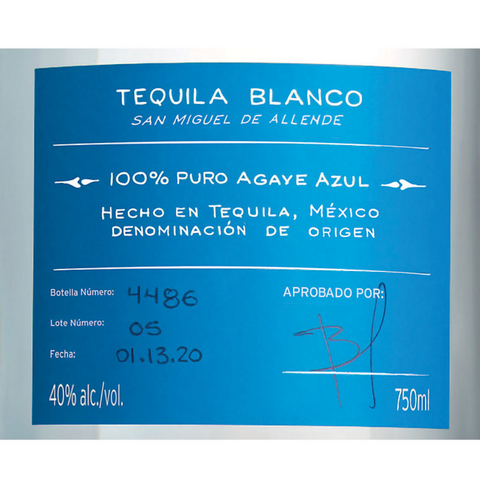 TEQUILA BLANCO
SAN MIGUEL DE ALLENDE
100% PURO AGAVE AZUL
HECHO EN TEQUILA, MÉXICO
DENOMINACIÓN DE ORIGEN
Botella Número: 4486
Lote Número: 05
Fecha: 01.13.20
APROBADO POR:
40% alc./vol.
750ml